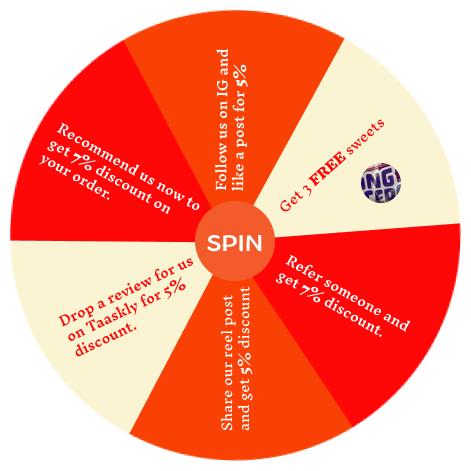 Follow us on IG and
like a post for 5%
Get 3 FREE sweets
Refer someone and
get 7% discount.
Share our reel post
and get 5% discount
Drop a review for us
on Taaskly for 5%
discount.
Recommend us now to
get 7% discount on
your order.
SPIN